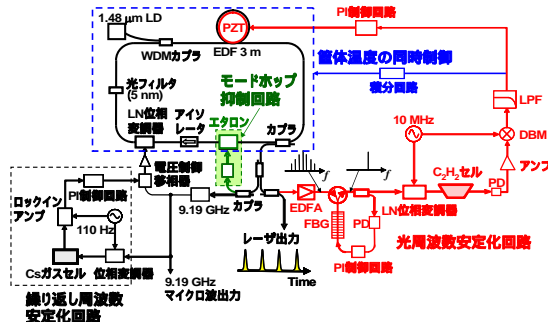 1.48 μm LD
WDMカプラ
PZT
EDF 3 m
PI制御回路
筐体温度の同時制御
積分回路
光フィルタ
(5 nm)
LN位相
変調器
アイソ
レータ
モードホップ
抑制回路
エタロン
カプラ
LPF
10 MHz
DBM
アンプ
C₂H₂セル
PD
LN位相変調器
f
f
EDFA
FBG
PD
PI制御回路
光周波数安定化回路
電圧制御
移相器
カプラ
9.19 GHz
レーザ出力
Time
PI制御回路
ロックイン
アンプ
110 Hz
Csガスセル
位相変調器
繰り返し周波数
安定化回路
9.19 GHz
マイクロ波出力